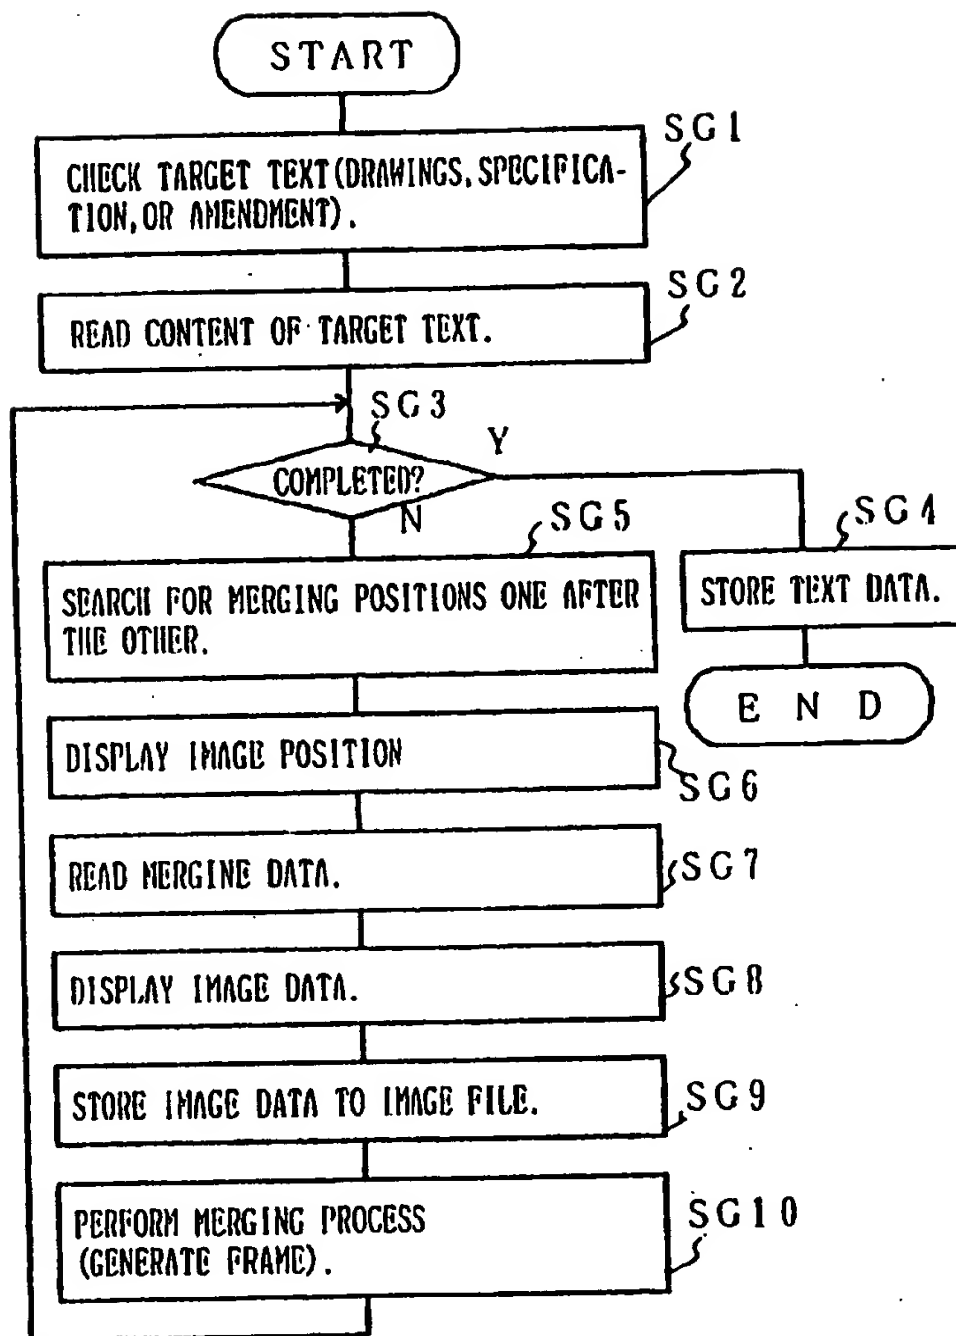 START
SG1
CHECK TARGET TEXT(DRAWINGS, SPECIFICA-
TION, OR AMENDMENT).
SG2
READ CONTENT OF TARGET TEXT.
SG3
Y
COMPLETED?
N
SG5
SG4
SEARCH FOR MERGING POSITIONS ONE AFTER
THE OTHER.
STORE TEXT DATA.
END
DISPLAY IMAGE POSITION
SG6
READ MERGINE DATA.
SG7
DISPLAY IMAGE DATA.
SG8
STORE IMAGE DATA TO IMAGE FILE.
SG9
PERFORM MERGING PROCESS
(GENERATE FRAME).
SG10